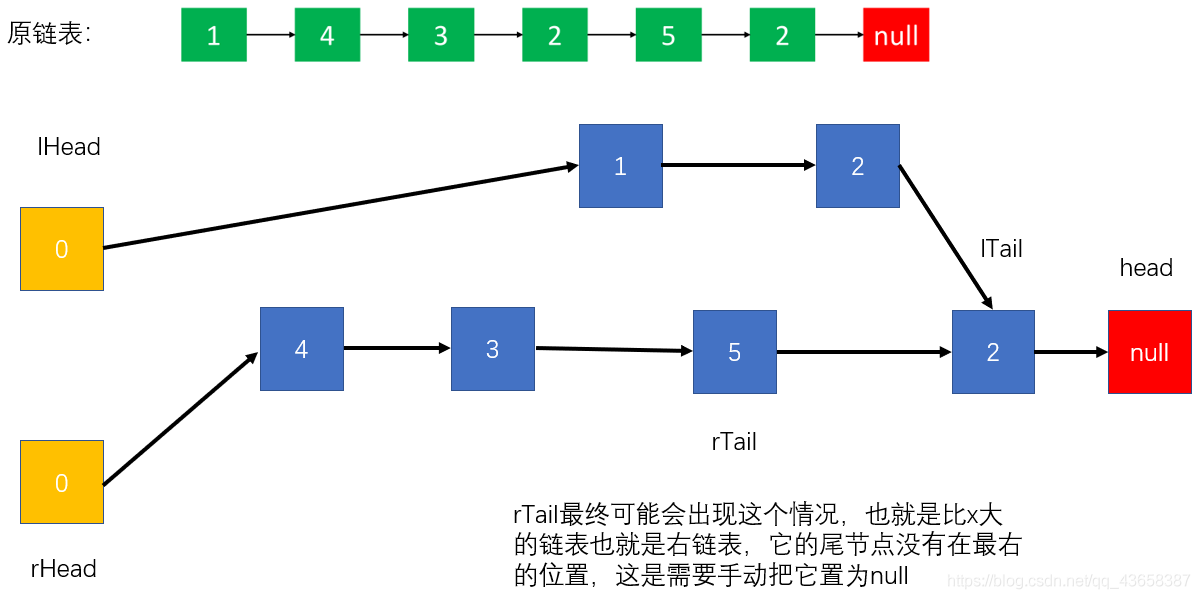 原链表：
1 4 3 2 5 2 null
lHead
1 2
0
lTail
head
4 3 5 2 null
rTail
0
rHead
rTail最终可能会出现这个情况，也就是比x大
的链表也就是右链表，它的尾节点没有在最右
的位置，这是需要手动把它置为null
https://blog.csdn.net/qq_43658387